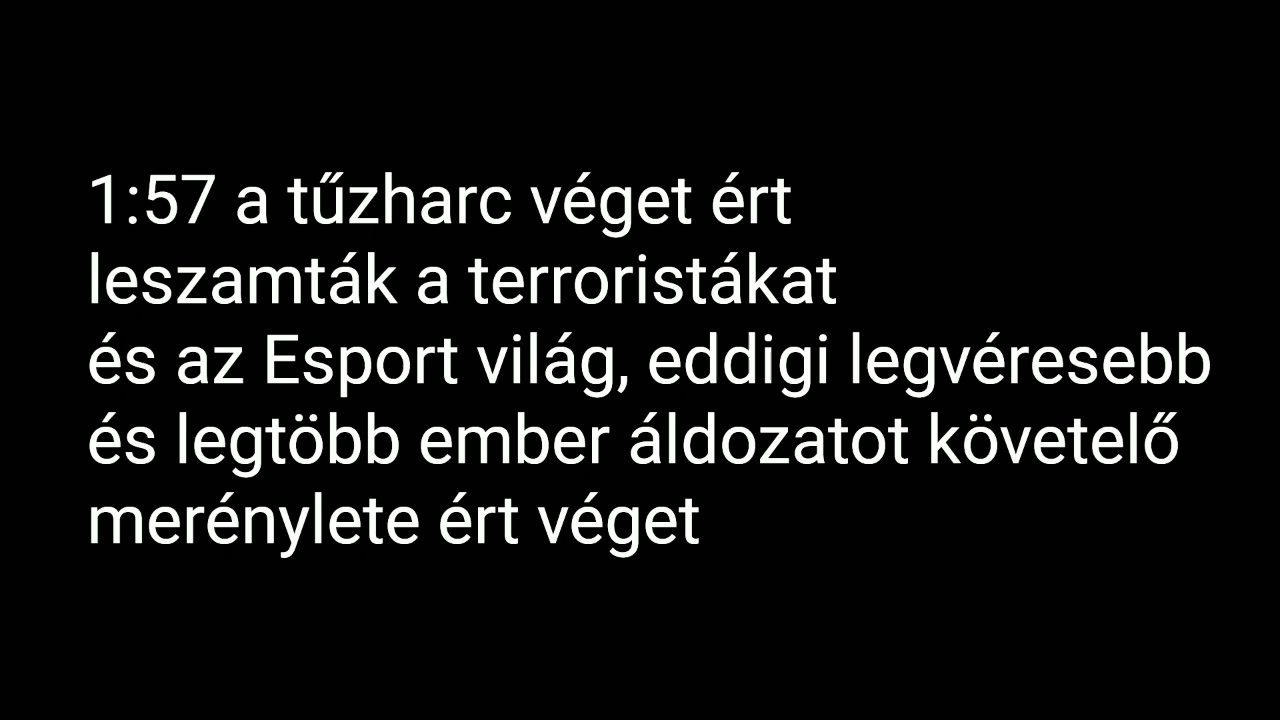 1:57 a tűzharc véget ért
leszamták a terroristákat
és az Esport világ, eddigi legvéresebb
és legtöbb ember áldozatot követelő
merénylete ért véget